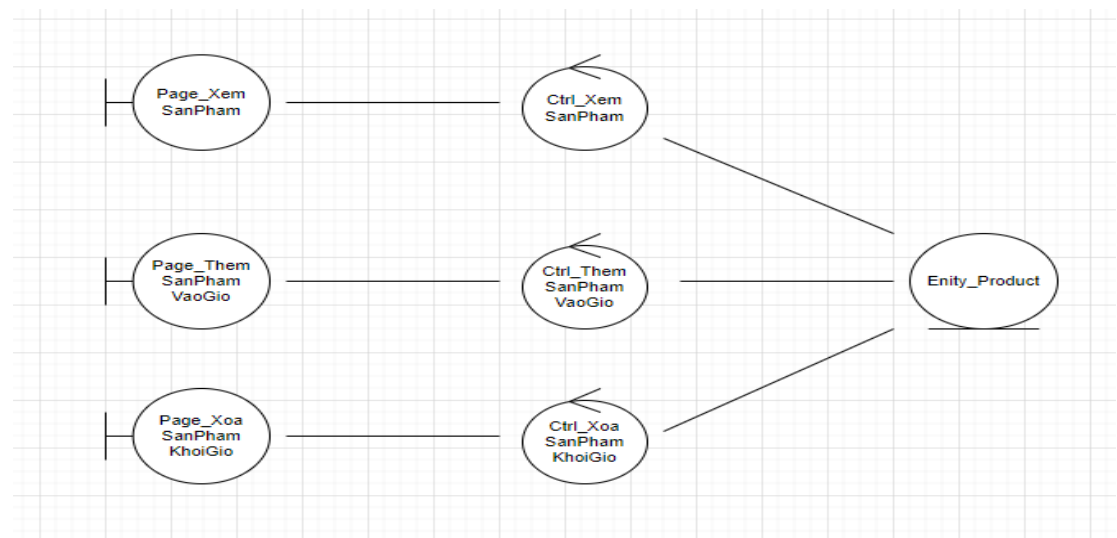 Page_Xem
SanPham
Ctrl_Xem
SanPham
Page_Them
SanPham
VaoGio
Ctrl_Them
SanPham
VaoGio
Enity_Product
Page_Xoa
SanPham
KhoiGio
Ctrl_Xoa
SanPham
KhoiGio